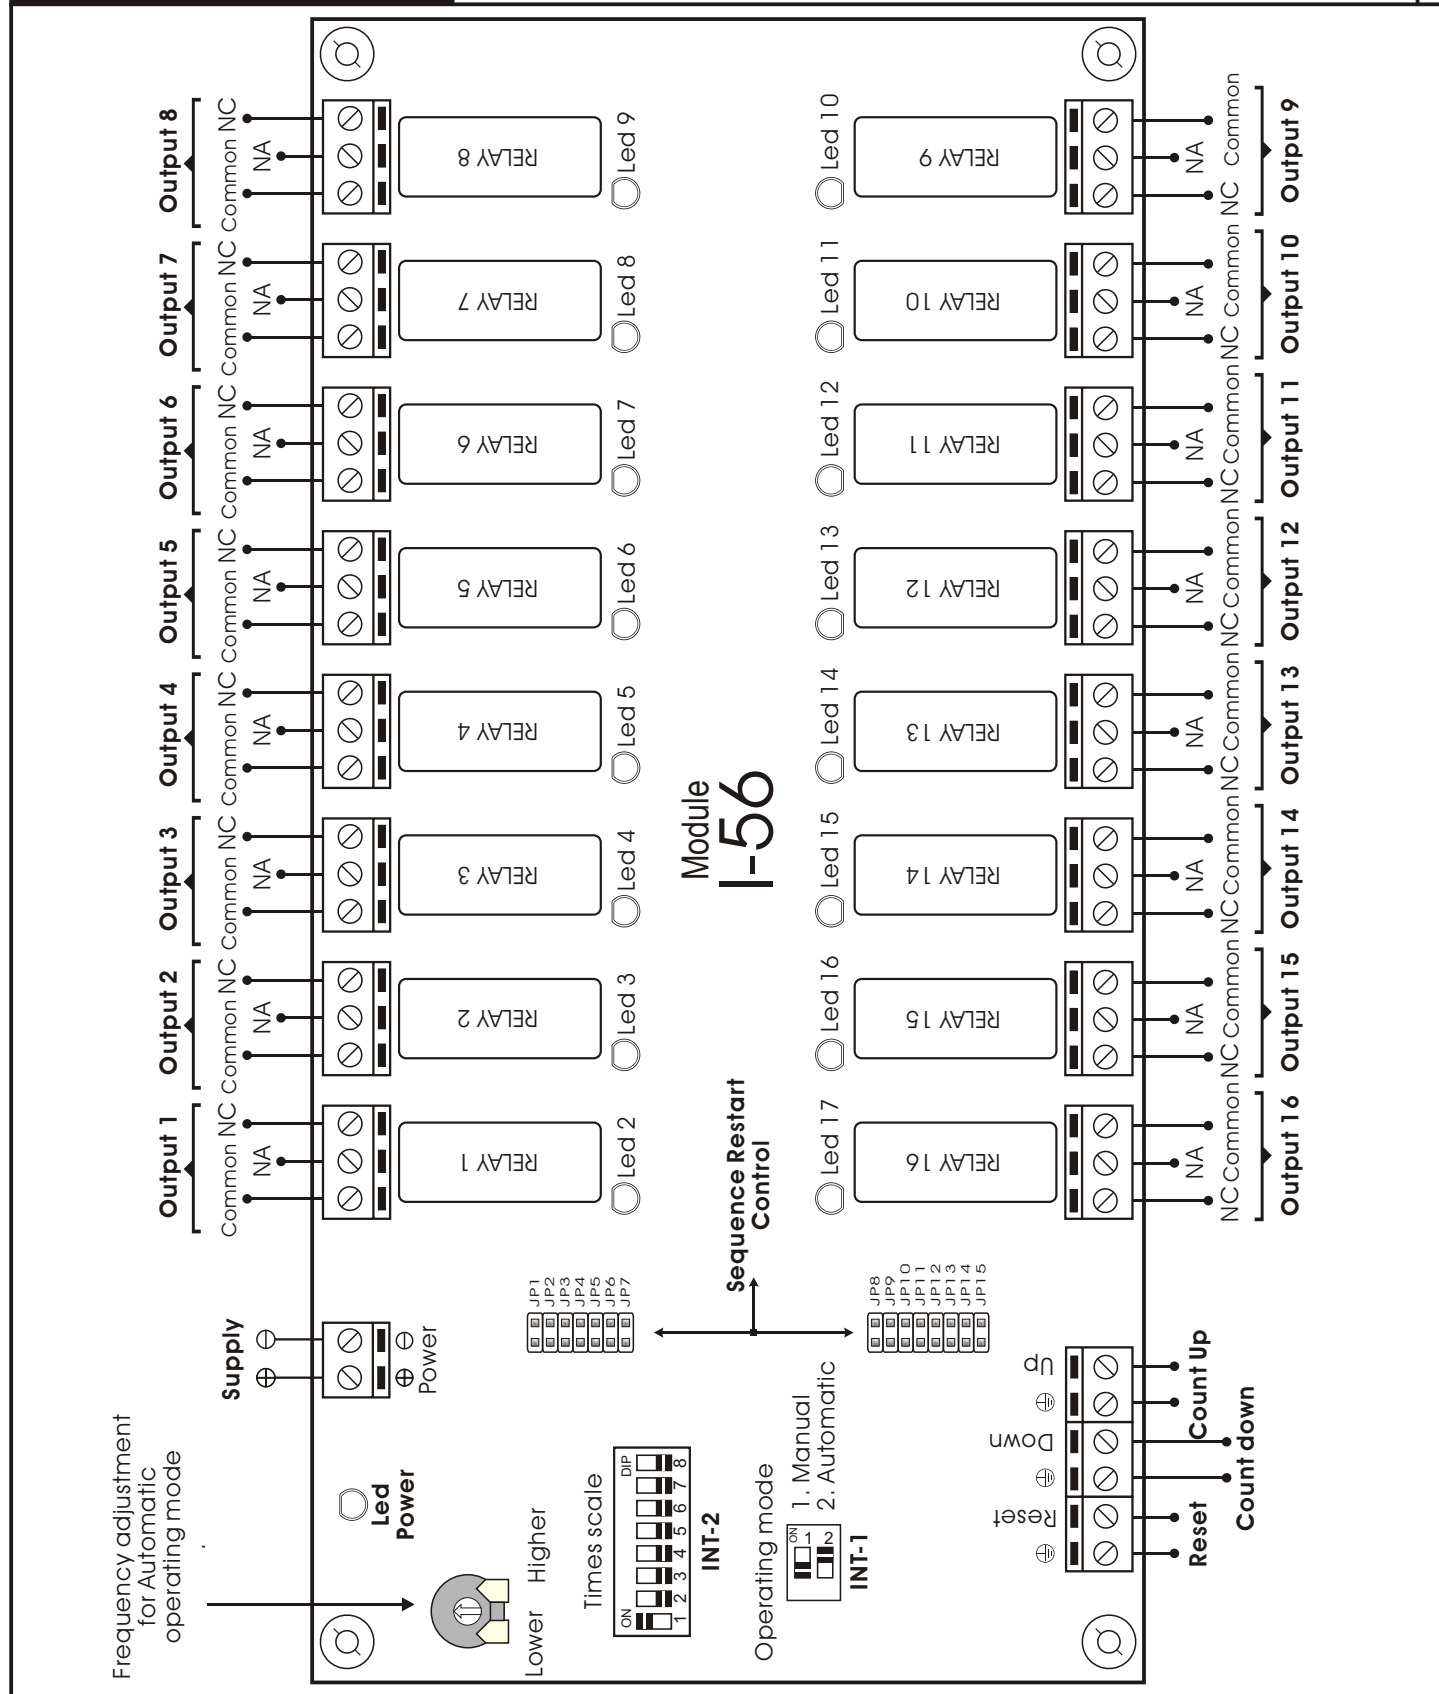 Frequency adjustment
for Automatic
operating mode
Supply
Output 1
Output 2
Output 3
Output 4
Output 5
Output 6
Output 7
Output 8
Common NC
Common NC
Common NC
Common NC
Common NC
Common NC
Common NC
Common NC
NA
NA
NA
NA
NA
NA
NA
NA
Power
Led
Power
RELAY 1
RELAY 2
RELAY 3
RELAY 4
RELAY 5
RELAY 6
RELAY 7
RELAY 8
Led 2
Led 3
Led 4
Led 5
Led 6
Led 7
Led 8
Led 9
Lower
Higher
Times scale
ON
DIP
1 2 3 4 5 6 7 8
INT-2
JP1
JP2
JP3
JP4
JP5
JP6
JP7
Module
I-56
Sequence Restart
Control
Operating mode
1. Manual
2. Automatic
ON
1 2
INT-1
JP8
JP9
JP10
JP11
JP12
JP13
JP14
JP15
Led 17
Led 16
Led 15
Led 14
Led 13
Led 12
Led 11
Led 10
RELAY 16
RELAY 15
RELAY 14
RELAY 13
RELAY 12
RELAY 11
RELAY 10
RELAY 9
Reset
Down
Up
Reset
Count down
Count Up
NA
NA
NA
NA
NA
NA
NA
NA
NC Common
NC Common
NC Common
NC Common
NC Common
NC Common
NC Common
NC Common
Output 16
Output 15
Output 14
Output 13
Output 12
Output 11
Output 10
Output 9